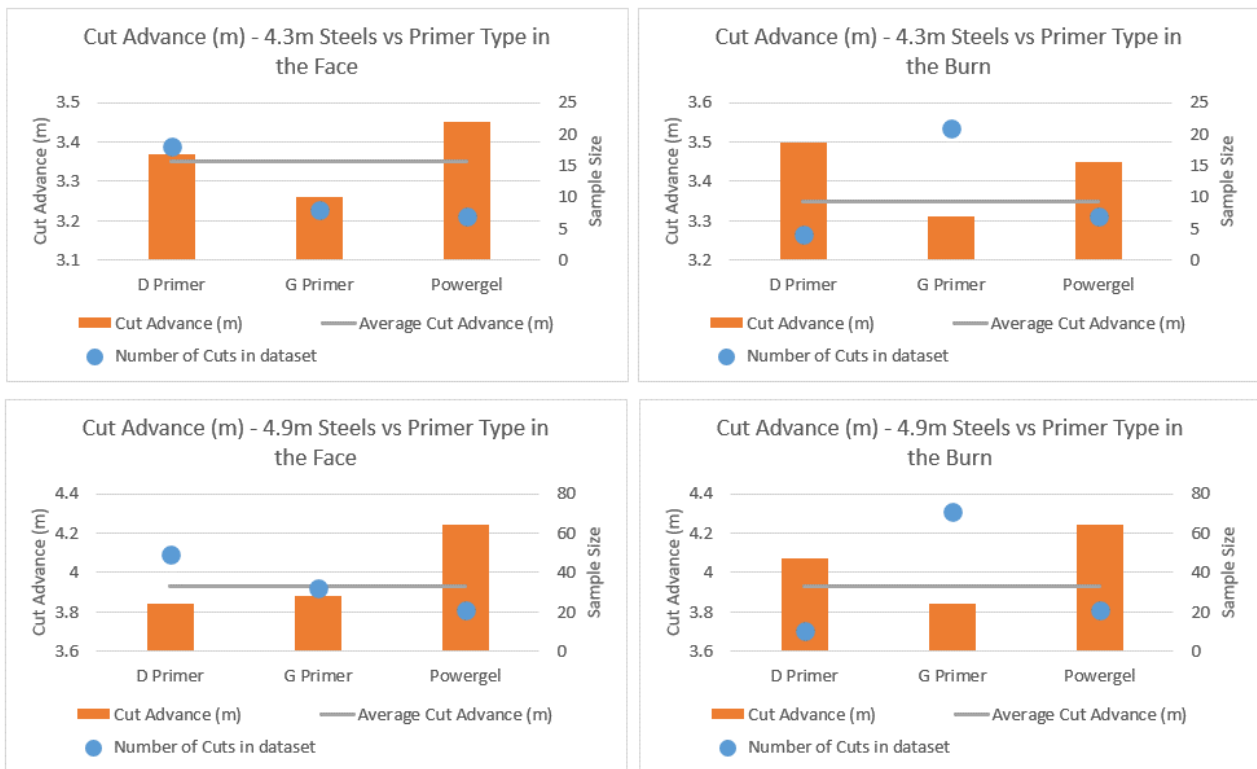 Cut Advance (m) - 4.3m Steels vs Primer Type in
the Face
Cut Advance (m)
3.5
3.4
3.3
3.2
3.1
25
20
15
10
5
0
Sample Size
D Primer G Primer Powergel
Cut Advance (m) Average Cut Advance (m)
Number of Cuts in dataset
Cut Advance (m) - 4.3m Steels vs Primer Type in
the Burn
Cut Advance (m)
3.6
3.5
3.4
3.3
3.2
25
20
15
10
5
0
Sample Size
D Primer G Primer Powergel
Cut Advance (m) Average Cut Advance (m)
Number of Cuts in dataset
Cut Advance (m) - 4.9m Steels vs Primer Type in
the Face
Cut Advance (m)
4.4
4.2
4
3.8
3.6
80
60
40
20
0
Sample Size
D Primer G Primer Powergel
Cut Advance (m) Average Cut Advance (m)
Number of Cuts in dataset
Cut Advance (m) - 4.9m Steels vs Primer Type in
the Burn
Cut Advance (m)
4.4
4.2
4
3.8
3.6
80
60
40
20
0
Sample Size
D Primer G Primer Powergel
Cut Advance (m) Average Cut Advance (m)
Number of Cuts in dataset